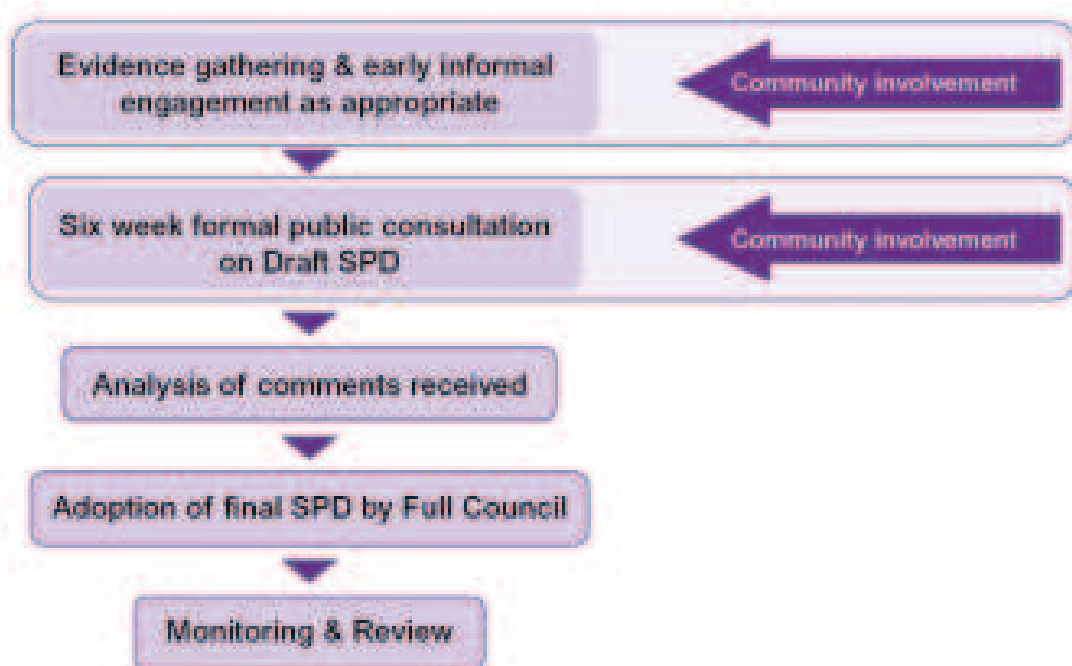 Evidence gathering & early informal
engagement as appropriate
Community involvement
Six week formal public consultation
on Draft SPD
Community involvement
Analysis of comments received
Adoption of final SPD by Full Council
Monitoring & Review